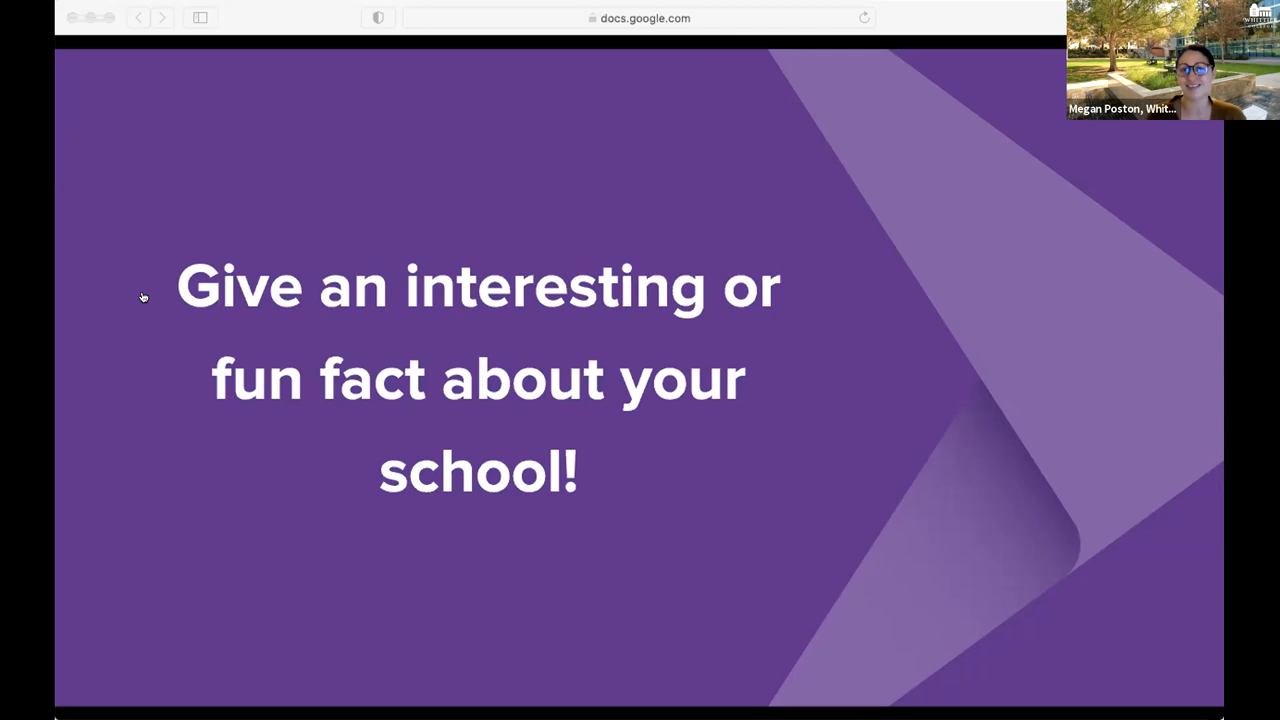 docs.google.com
Megan Poston, Whit...
Give an interesting or
fun fact about your
school!